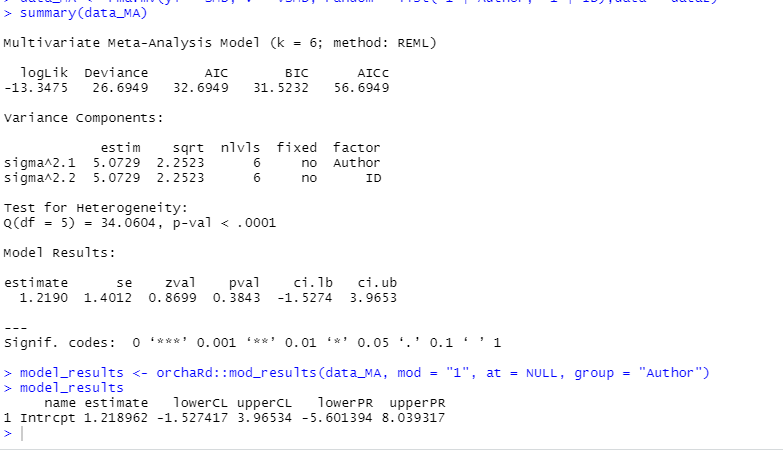 > summary(data_MA)
Multivariate Meta-Analysis Model (k = 6; method: REML)
logLik Deviance AIC BIC AICc
-13.3475 26.6949 32.6949 31.5232 56.6949
Variance Components:
estim sqrt nlvls fixed factor
sigma^2.1 5.0729 2.2523 6 no Author
sigma^2.2 5.0729 2.2523 6 no ID
Test for Heterogeneity:
Q(df = 5) = 34.0604, p-val < .0001
Model Results:
estimate se zval pval ci.lb ci.ub
1.2190 1.4012 0.8699 0.3843 -1.5274 3.9653
---
Signif. codes: 0 ‘***’ 0.001 ‘**’ 0.01 ‘*’ 0.05 ‘.’ 0.1 ‘ ’ 1
> model_results <- orchaRd::mod_results(data_MA, mod = "1", at = NULL, group = "Author")
> model_results
name estimate lowerCL upperCL lowerPR upperPR
1 Intrcpt 1.218962 -1.527417 3.96534 -5.601394 8.039317
>